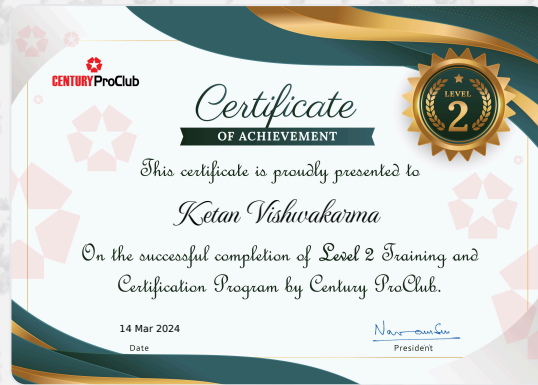 CENTURY ProClub
Certificate
OF ACHIEVEMENT
LEVEL
2
This certificate is proudly presented to
Ketan Vishwakarma
On the successful completion of Level 2 Training and
Certification Program by Century ProClub.
14 Mar 2024
Date
President